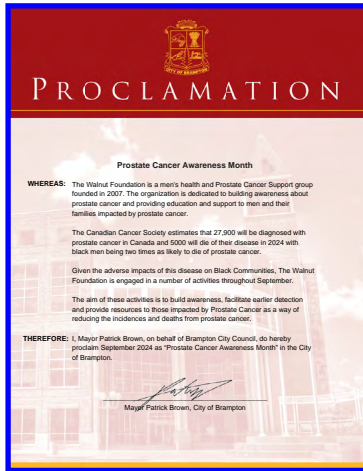 CITY OF BRAMPTON
PROCLAMATION
Prostate Cancer Awareness Month
WHEREAS: The Walnut Foundation is a men's health and Prostate Cancer Support group
founded in 2007. The organization is dedicated to building awareness about
prostate cancer and providing education and support to men and their
families impacted by prostate cancer.
The Canadian Cancer Society estimates that 27,900 will be diagnosed with
prostate cancer in Canada and 5000 will die of their disease in 2024 with
black men being two times as likely to die of prostate cancer.
Given the adverse impacts of this disease on Black Communities, The Walnut
Foundation is engaged in a number of activities throughout September.
The aim of these activities is to build awareness, facilitate earlier detection
and provide resources to those impacted by Prostate Cancer as a way of
reducing the incidences and deaths from prostate cancer.
THEREFORE: I, Mayor Patrick Brown, on behalf of Brampton City Council, do hereby
proclaim September 2024 as “Prostate Cancer Awareness Month” in the City
of Brampton.
Mayor Patrick Brown, City of Brampton